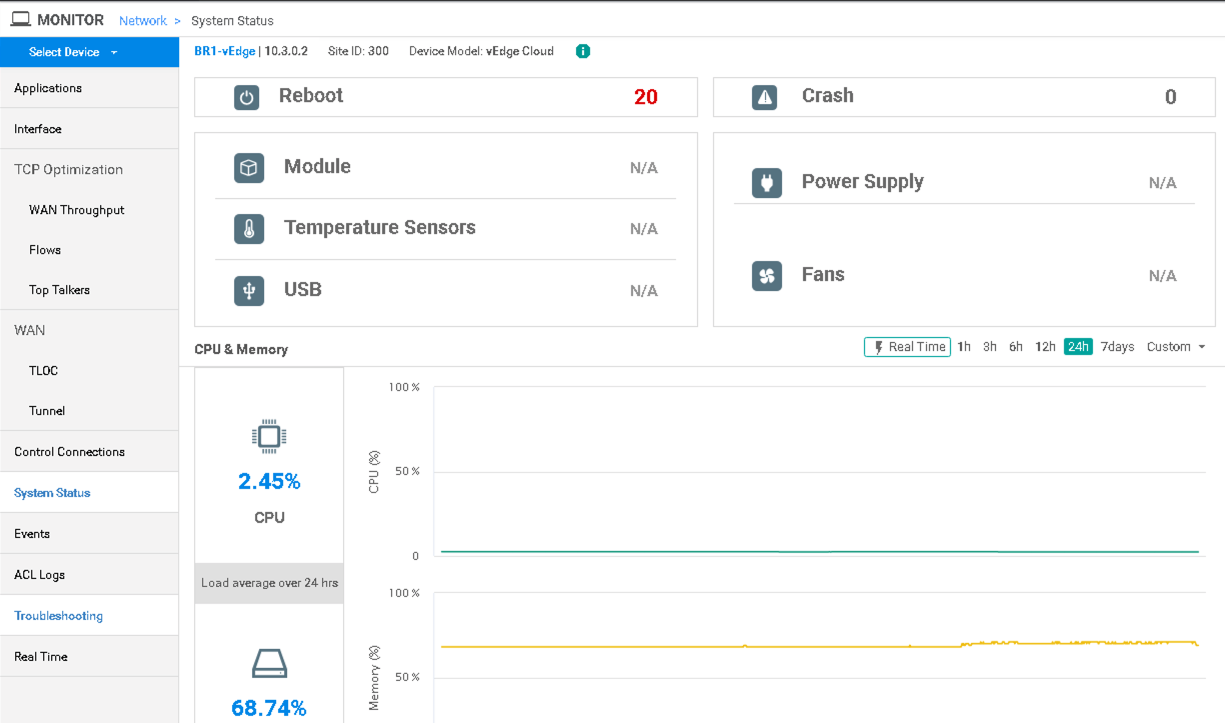 MONITOR Network > System Status
Select Device
BR1-vEdge | 10.3.0.2 Site ID: 300 Device Model: vEdge Cloud i
Applications
Interface
TCP Optimization
WAN Throughput
Flows
Top Talkers
WAN
TLOC
Tunnel
Control Connections
System Status
Events
ACL Logs
Troubleshooting
Real Time
Reboot 20
Crash 0
Module N/A
Temperature Sensors N/A
USB N/A
Power Supply N/A
Fans N/A
CPU & Memory
Real Time 1h 3h 6h 12h 24h 7days Custom
2.45%
CPU
Load average over 24 hrs
68.74%
100 %
CPU (%)
50 %
0
100 %
Memory (%)
50 %